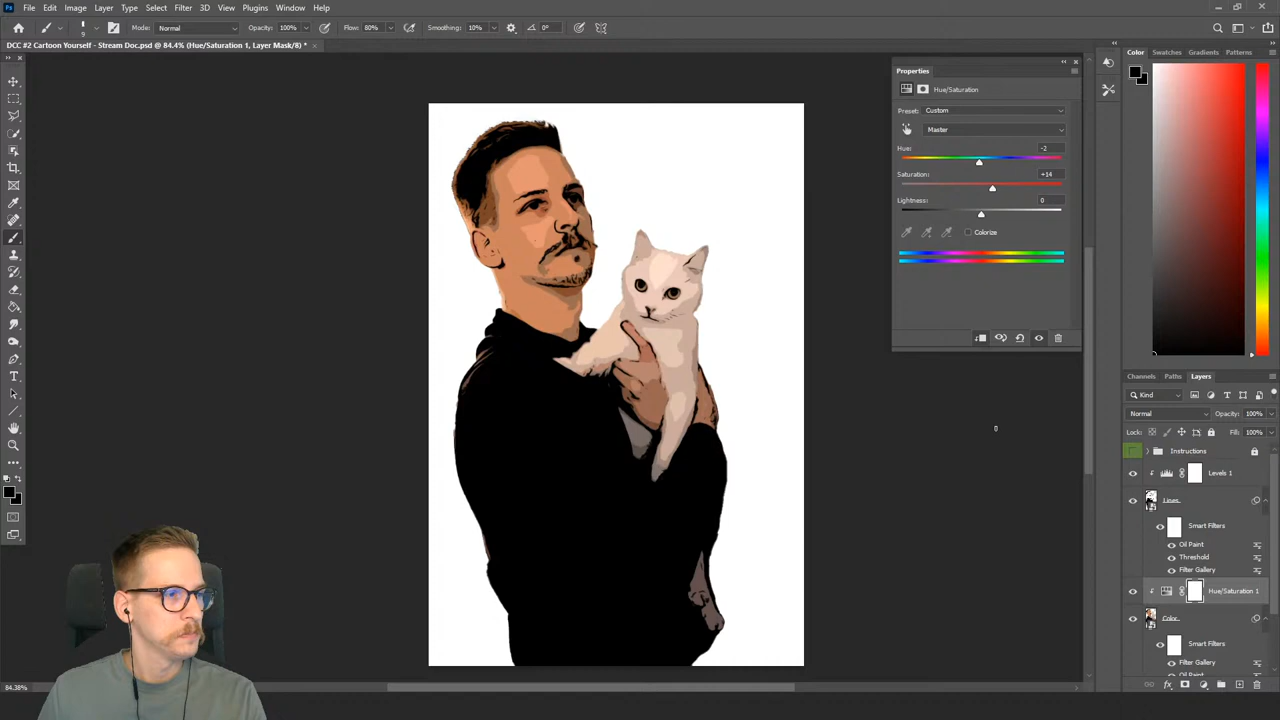 File Edit Image Layer Type Select Filter 3D View Plugins Window Help
Mode: Normal Opacity: 100% Flow: 80% Smoothing: 10% 0°
DCC #2 Cartoon Yourself - Stream Doc.psd @ 84.4% (Hue/Saturation 1, Layer Mask/8) *
Color Swatches Gradients Patterns
Properties
Hue/Saturation
Preset: Custom
Master
Hue: -2
Saturation: +14
Lightness: 0
Colorize
Channels Paths Layers
Kind
Normal Opacity: 100%
Lock: Fill: 100%
Instructions
Levels 1
Lines
Smart Filters
Oil Paint
Threshold
Filter Gallery
Hue/Saturation 1
Color
Smart Filters
Filter Gallery
Oil Paint
84.38%